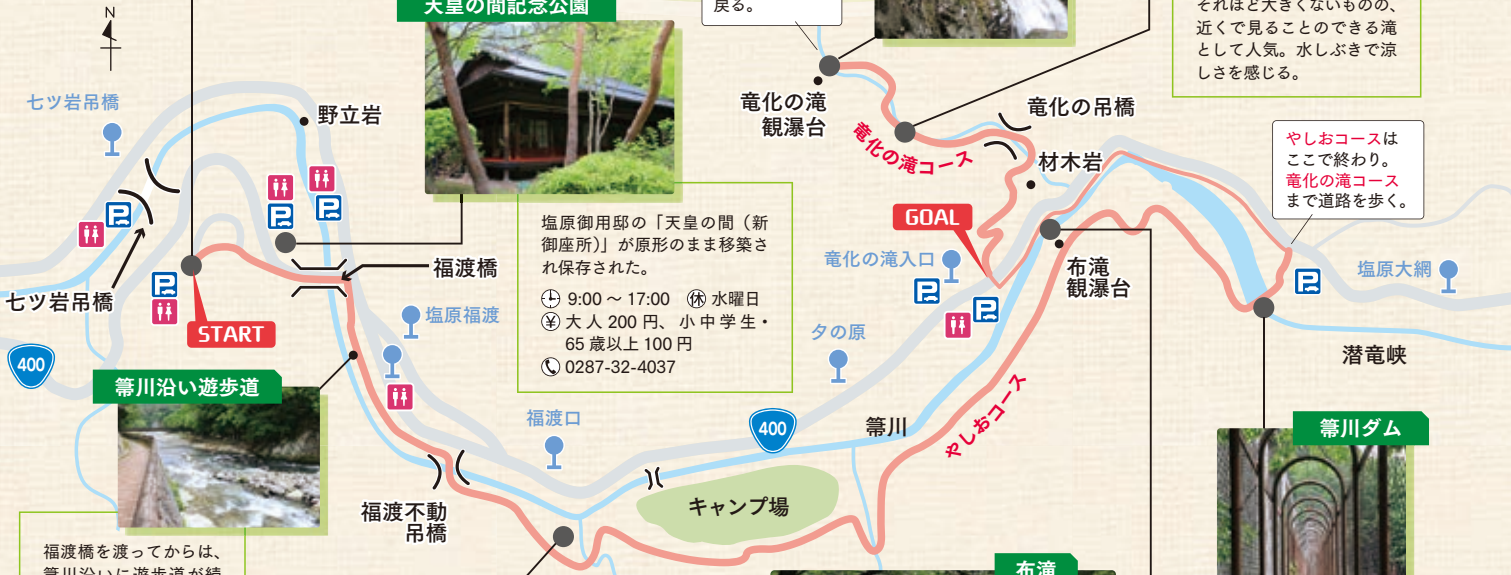 天皇の間記念公園
戻る。
それほど大きくないものの、
近くで見ることのできる滝
として人気。水しぶきで涼
しさを感じる。
N
七ツ岩吊橋
野立岩
竜化の滝
観瀑台
竜化の吊橋
竜化の滝コース
材木岩
やしおコースは
ここで終わり。
竜化の滝コース
まで道路を歩く。
P
P
P
塩原御用邸の「天皇の間（新
御座所）」が原形のまま移築さ
れ保存された。
9:00～17:00 休 水曜日
¥ 大人200円、小中学生・
65歳以上100円
0287-32-4037
GOAL
竜化の滝入口
布滝
観瀑台
塩原大網
福渡橋
七ツ岩吊橋
P
START
塩原福渡
P
P
P
夕の原
潜竜峡
400
箒川沿い遊歩道
福渡口
400
箒川
やしおコース
箒川ダム
福渡不動
吊橋
キャンプ場
福渡橋を渡ってからは、
箒川沿いに遊歩道が続
布滝